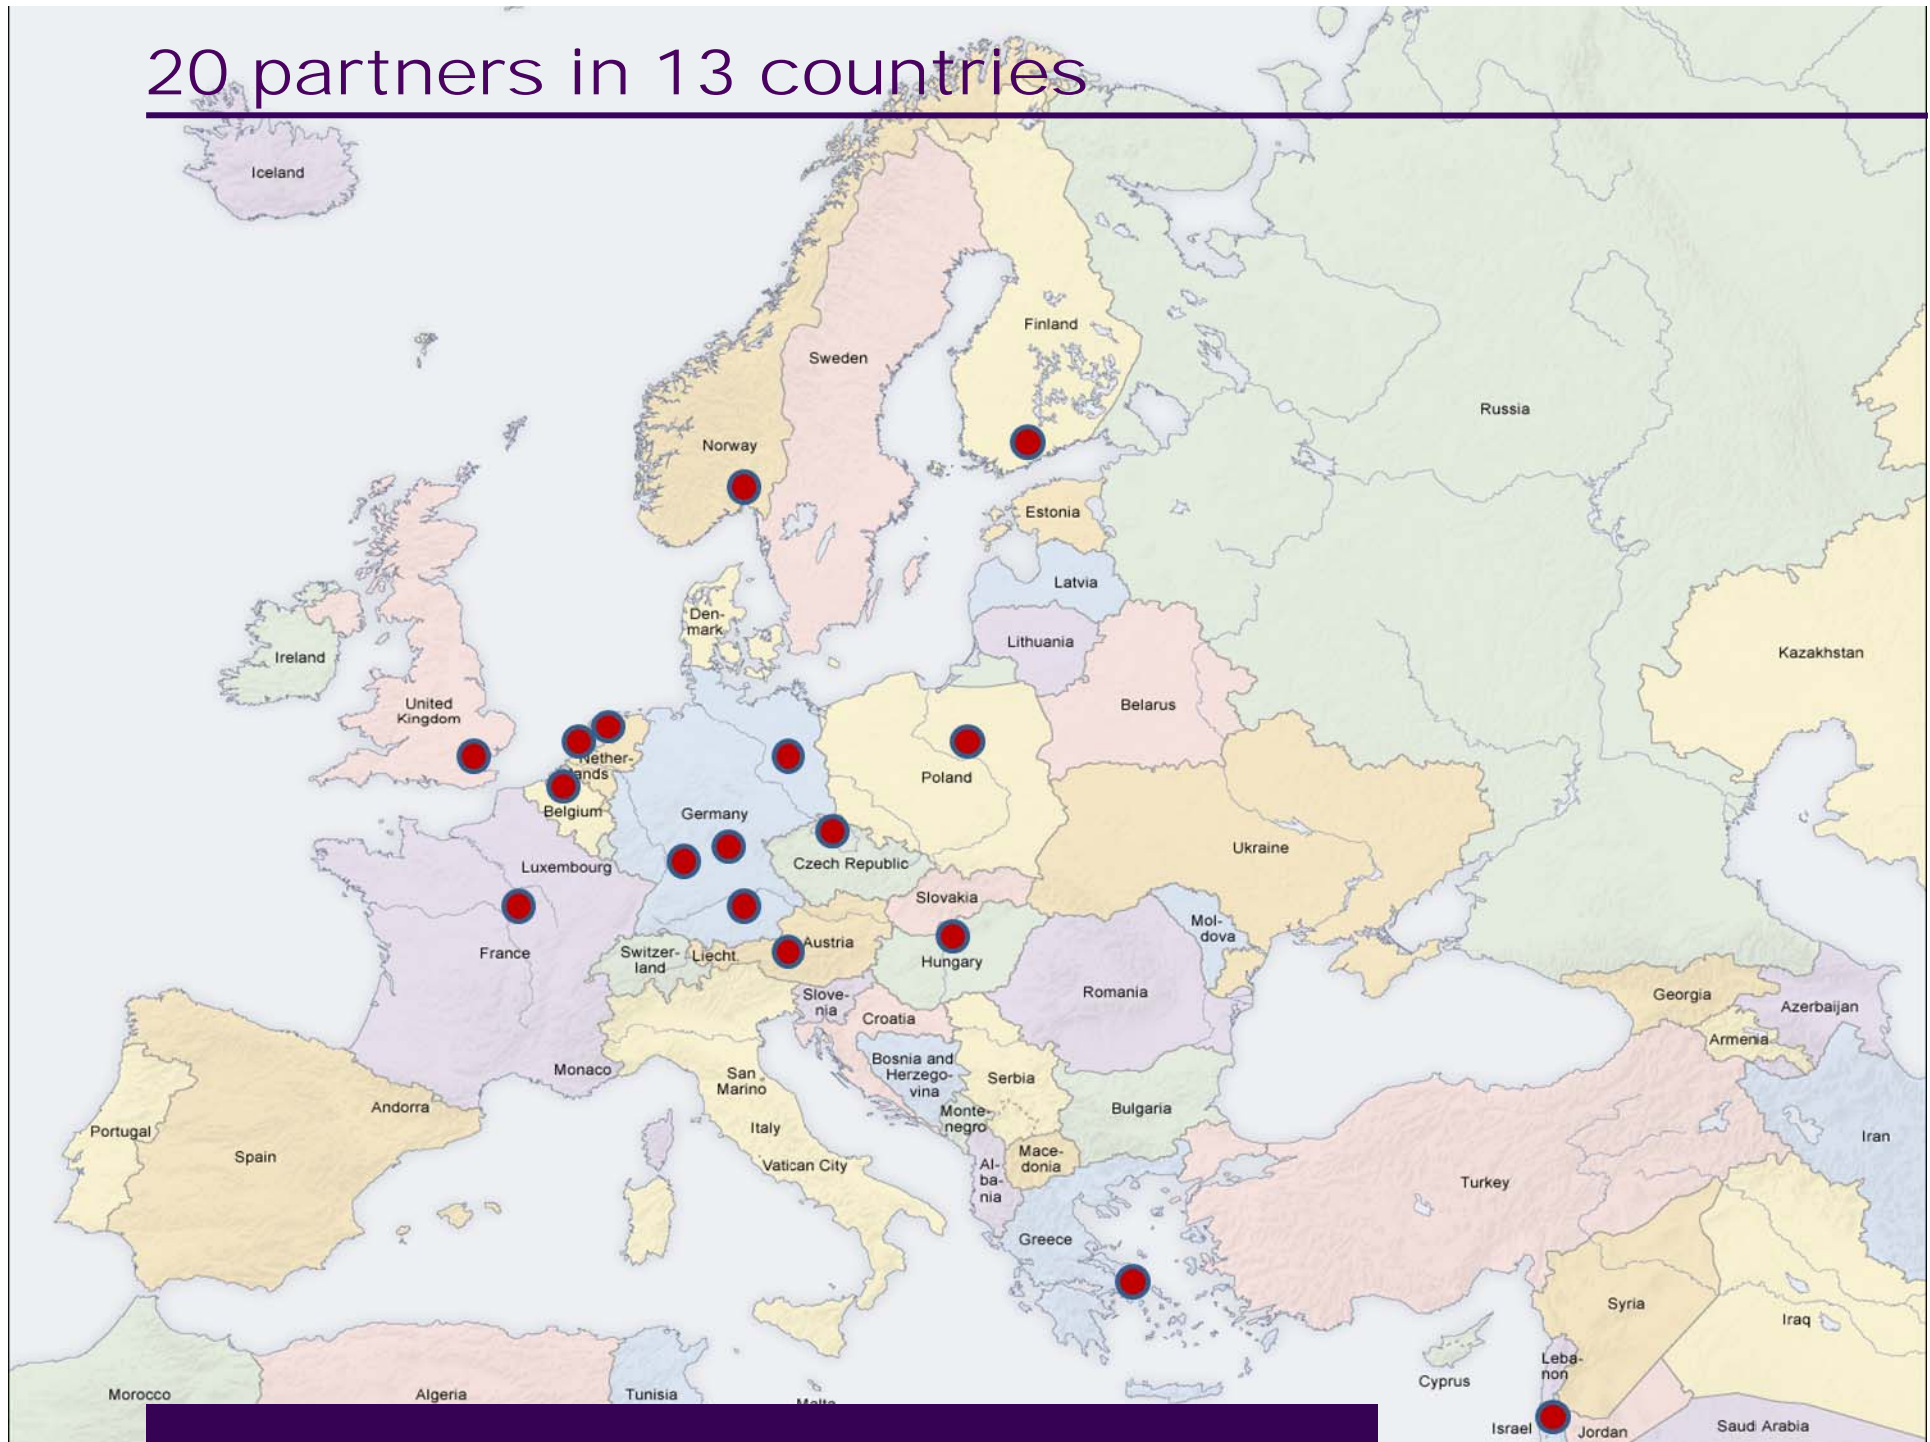 20 partners in 13 countries
Iceland
Finland
Sweden
Russia
Norway
Estonia
Latvia
Den-
mark
Lithuania
Ireland
Kazakhstan
United
Kingdom
Belarus
Nether-
ands
Poland
Belgium
Germany
Ukraine
Czech Republic
Luxembourg
Slovakia
Mol-
dova
Austria
France
Switzer-
land
Liecht.
Hungary
Romania
Slove-
nia
Georgia
Azerbaijan
Croatia
Armenia
Bosnia and
Herzego-
vina
Monaco
San
Marino
Serbia
Andorra
Monte-
negro
Bulgaria
Portugal
Italy
Iran
Spain
Vatican City
Mace-
donia
Al-
ba-
nia
Turkey
Greece
Syria
Iraq
Leba-
non
Cyprus
Morocco
Algeria
Tunisia
Malta
Israel
Jordan
Saudi Arabia